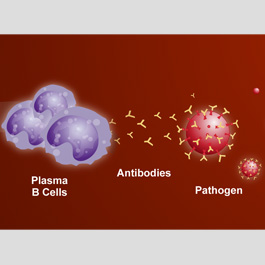 Plasma
B Cells
Antibodies
Pathogen